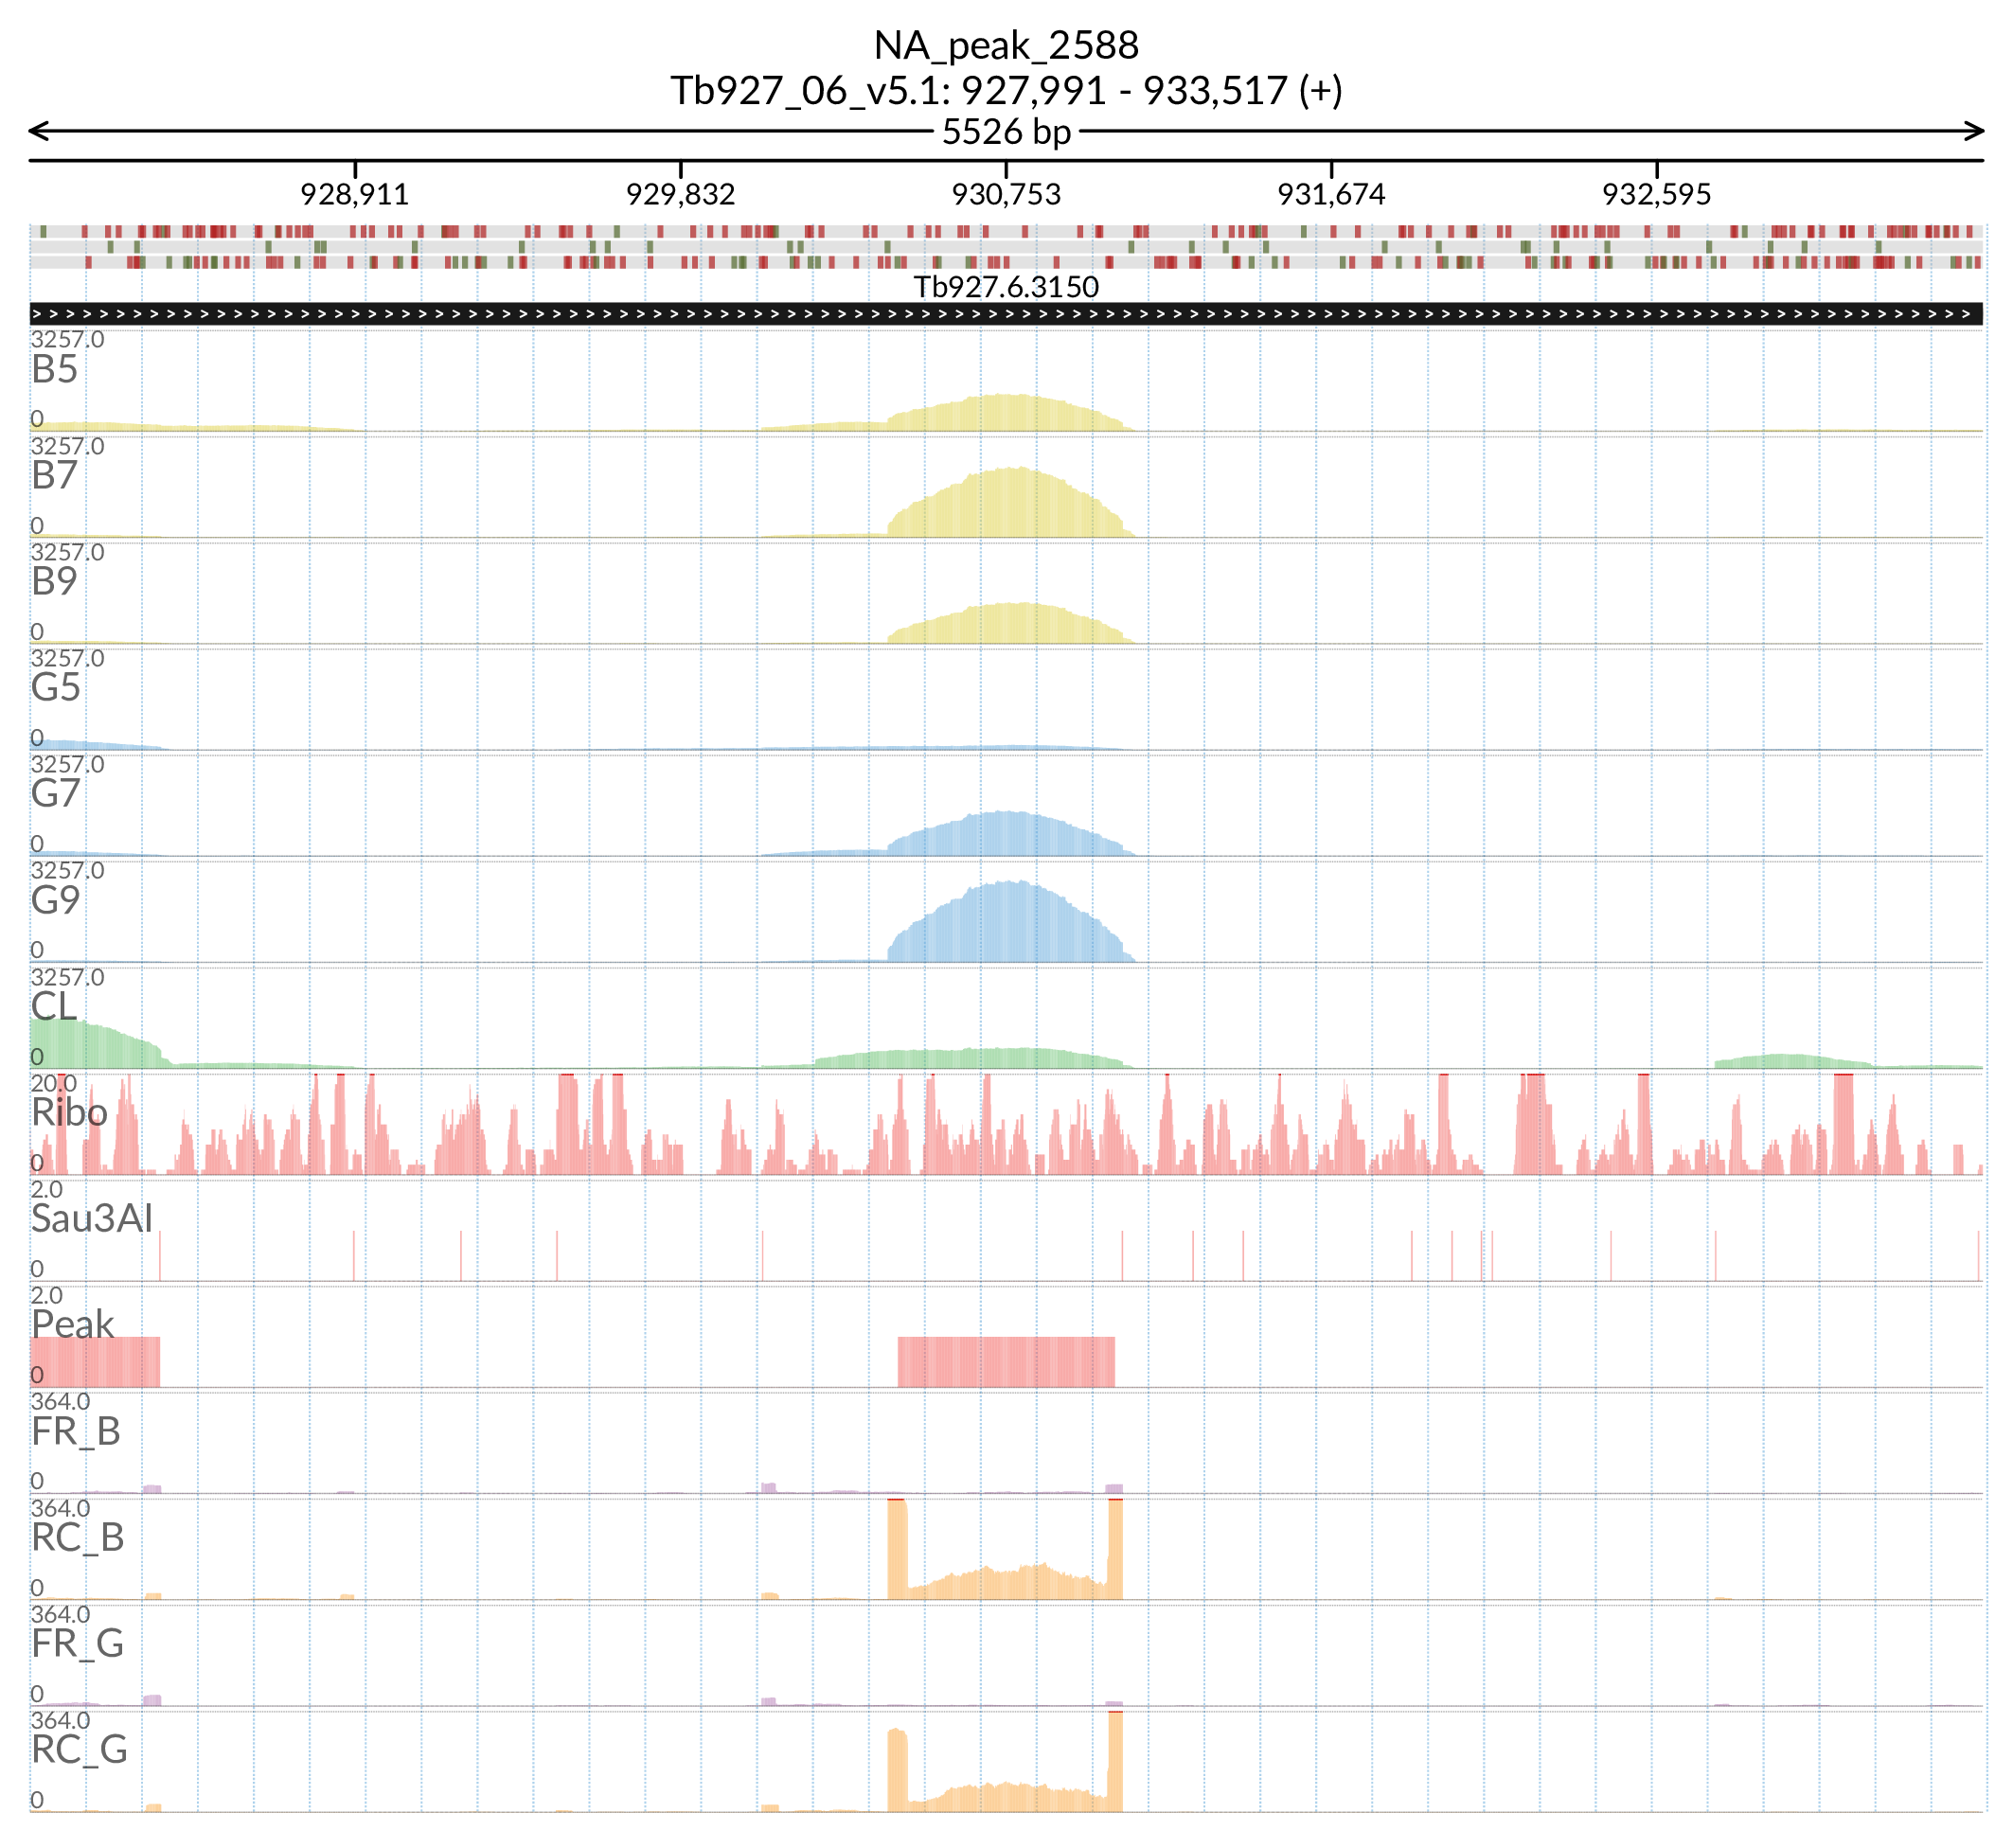 NA_peak_2588
Tb927_06_v5.1: 927,991 - 933,517 (+)
5526 bp
928,911 929,832 930,753 931,674 932,595
Tb927.6.3150
3257.0
B5
0
3257.0
B7
0
3257.0
B9
0
3257.0
G5
0
3257.0
G7
0
3257.0
G9
0
3257.0
CL
0
20.0
Ribo
0
2.0
Sau3AI
0
2.0
Peak
0
364.0
FR_B
0
364.0
RC_B
0
364.0
FR_G
0
364.0
RC_G
0